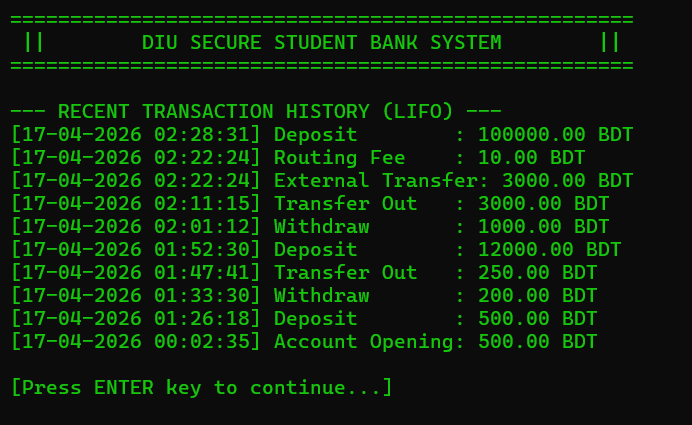 ====================================================
||        DIU SECURE STUDENT BANK SYSTEM        ||
====================================================
--- RECENT TRANSACTION HISTORY (LIFO) ---
[17-04-2026 02:28:31] Deposit        : 100000.00 BDT
[17-04-2026 02:22:24] Routing Fee    : 10.00 BDT
[17-04-2026 02:22:24] External Transfer: 3000.00 BDT
[17-04-2026 02:11:15] Transfer Out   : 3000.00 BDT
[17-04-2026 02:01:12] Withdraw       : 1000.00 BDT
[17-04-2026 01:52:30] Deposit        : 12000.00 BDT
[17-04-2026 01:47:41] Transfer Out   : 250.00 BDT
[17-04-2026 01:33:30] Withdraw       : 200.00 BDT
[17-04-2026 01:26:18] Deposit        : 500.00 BDT
[17-04-2026 00:02:35] Account Opening: 500.00 BDT
[Press ENTER key to continue...]